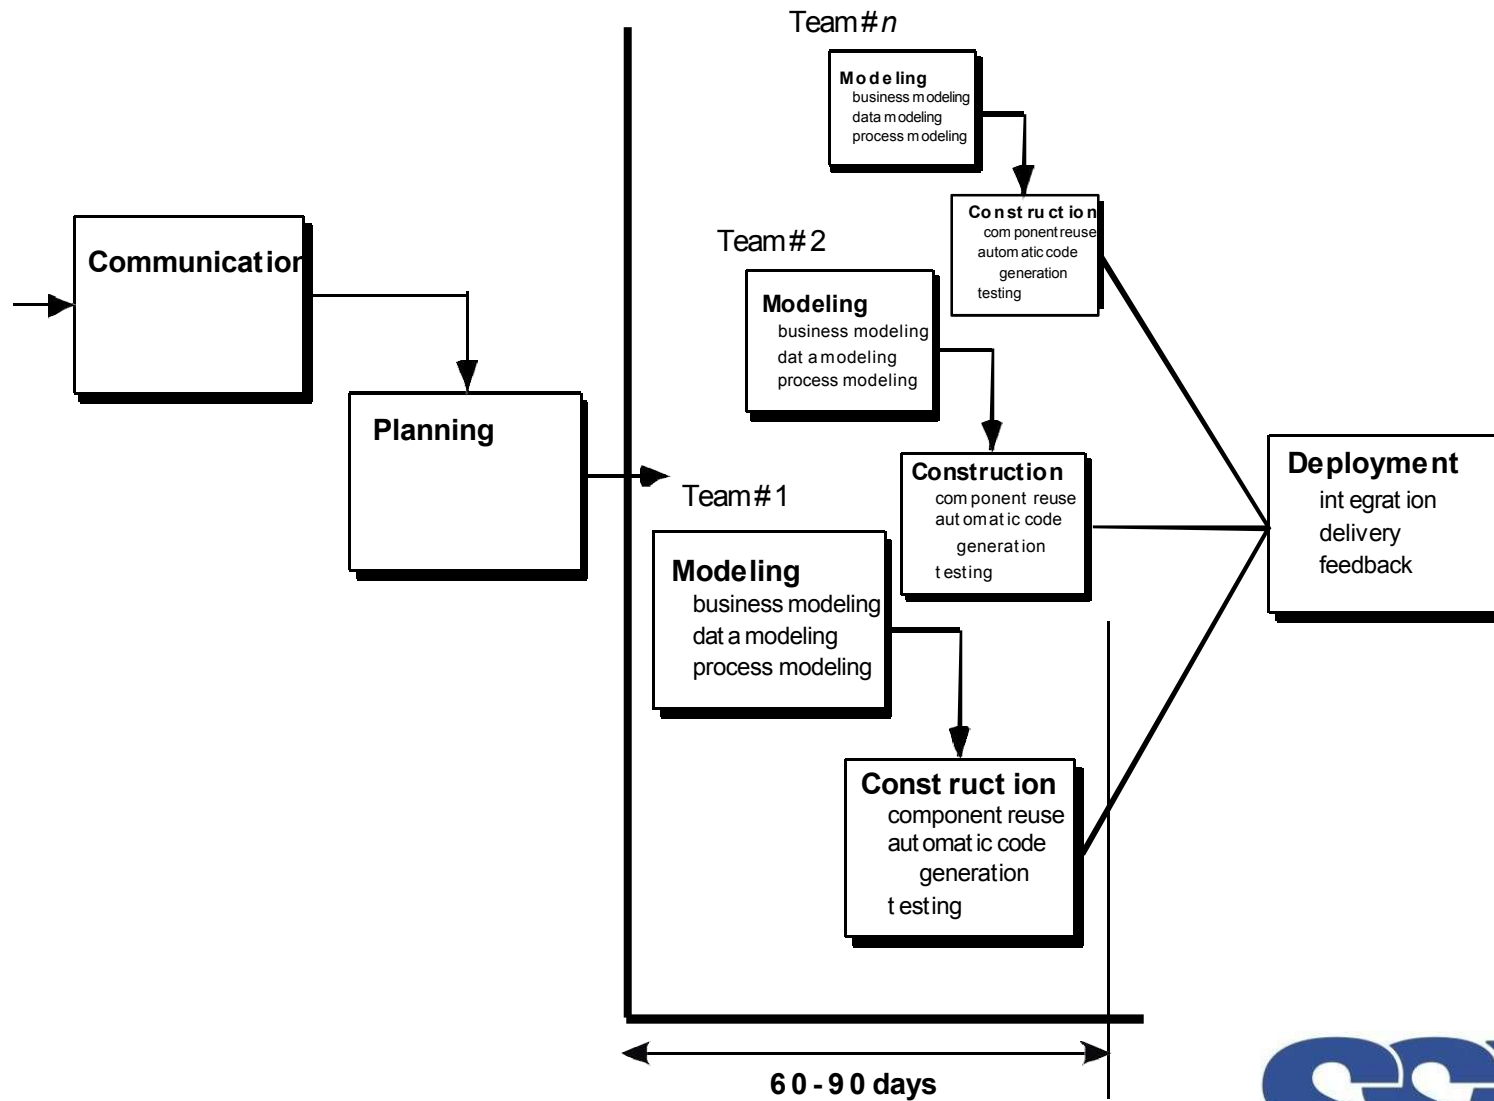 Team # n
Modeling
business modeling
data modeling
process modeling
Construction
component reuse
automatic code
generation
testing
Team # 2
Modeling
business modeling
data modeling
process modeling
Construction
component reuse
automatic code
generation
testing
Communication
Planning
Team # 1
Modeling
business modeling
data modeling
process modeling
Construction
component reuse
automatic code
generation
testing
Deployment
integration
delivery
feedback
60-90 days